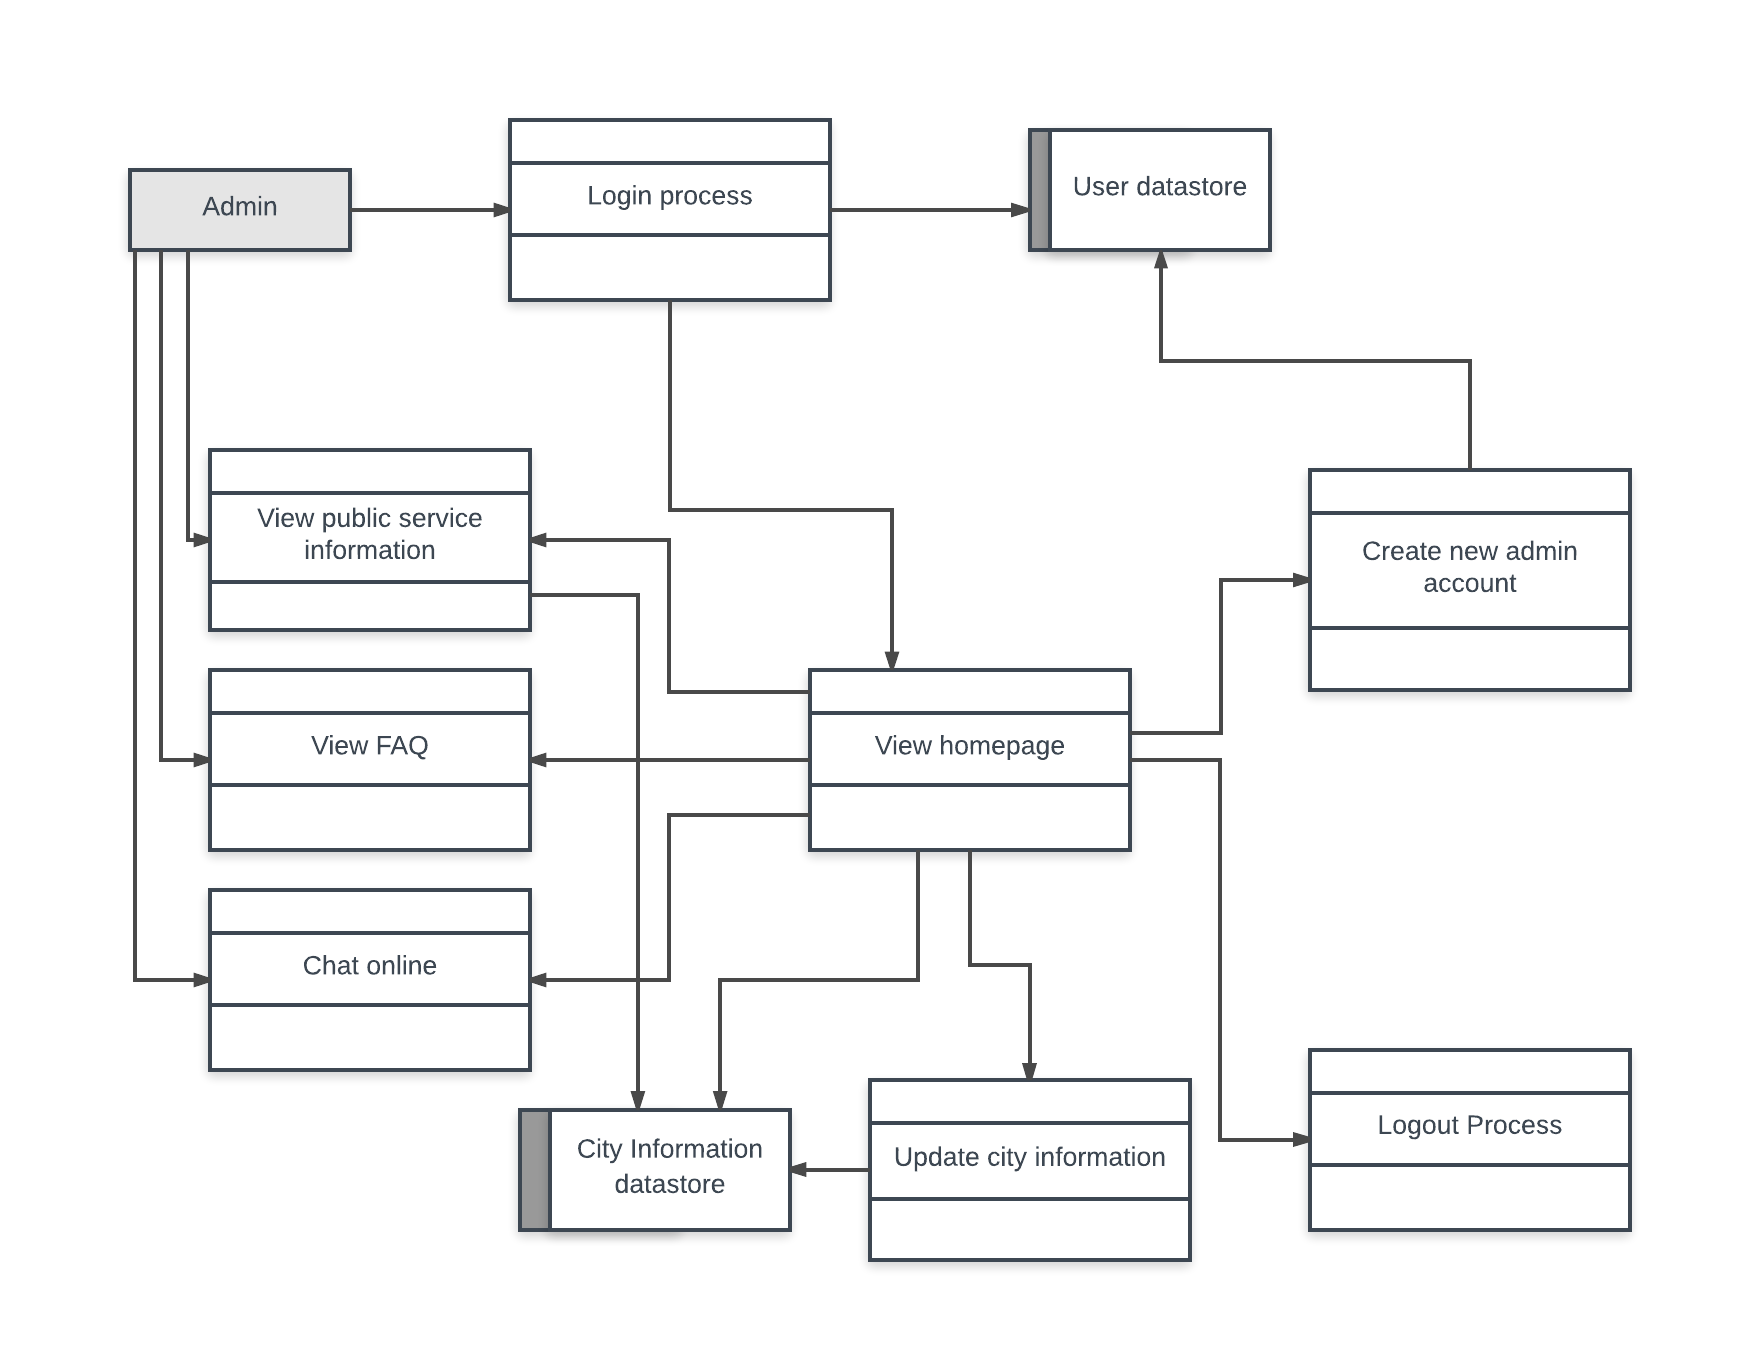 Admin
Login process
User datastore
View public service
information
Create new admin
account
View FAQ
View homepage
Chat online
City Information
datastore
Update city information
Logout Process